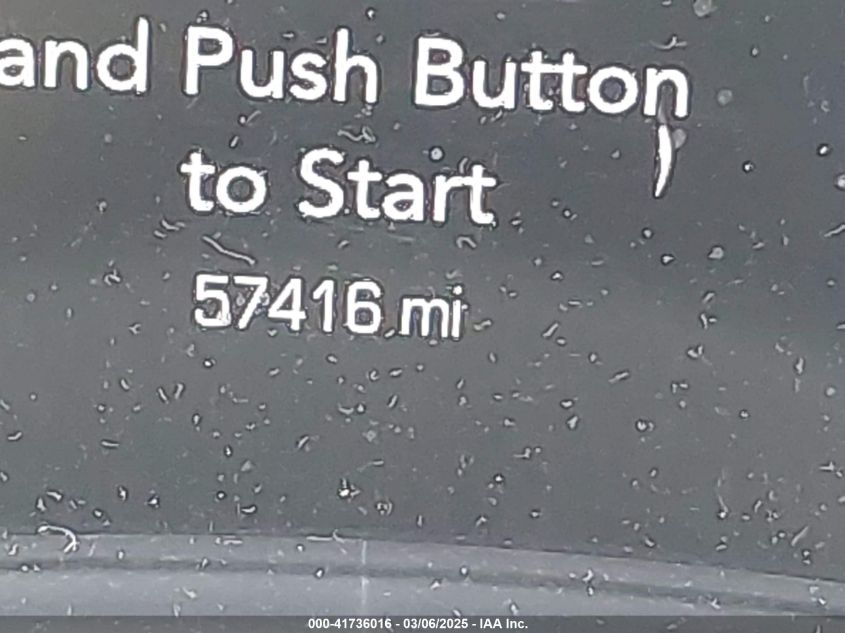 and Push Button
to Start
57416 mi
000-41736016 - 03/06/2025 - IAA Inc.